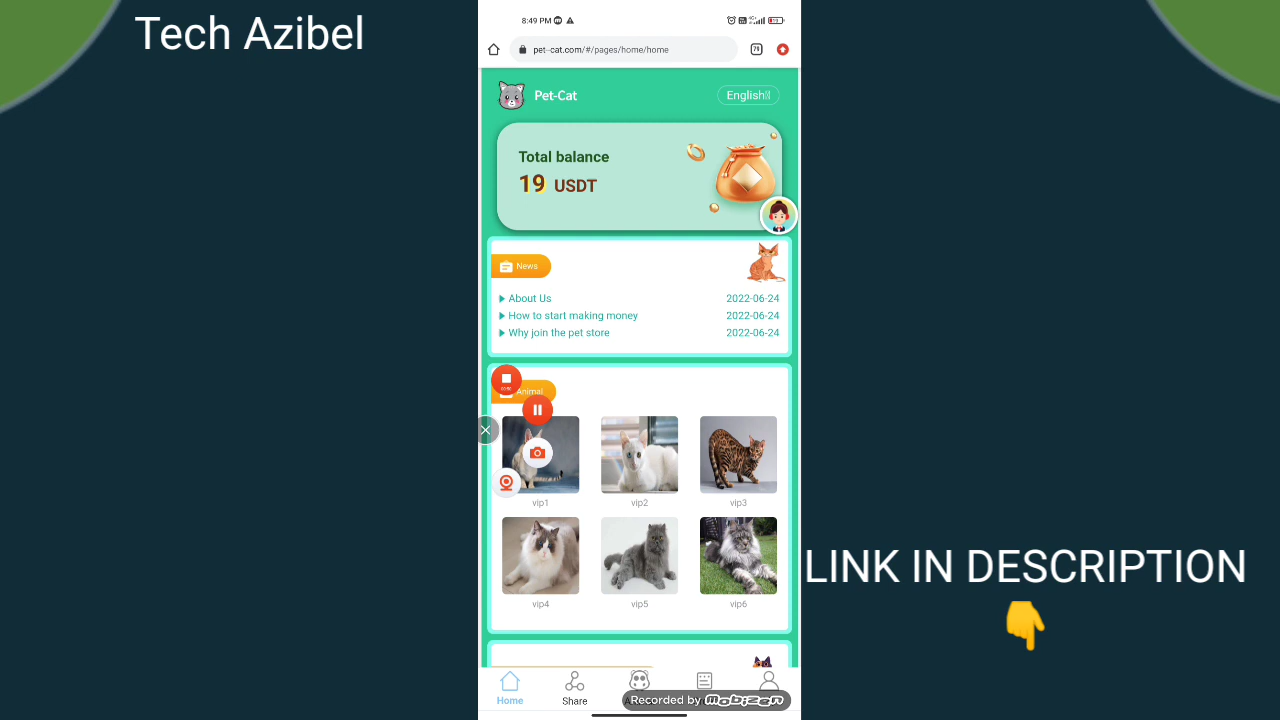 Tech Azibel
8:49 PM
pet--cat.com/#/pages/home/home
Pet-Cat
English
Total balance
19 USDT
News
About Us 2022-06-24
How to start making money 2022-06-24
Why join the pet store 2022-06-24
Animal
vip1 vip2 vip3
vip4 vip5 vip6
LINK IN DESCRIPTION
Home Share
Recorded by mobizen